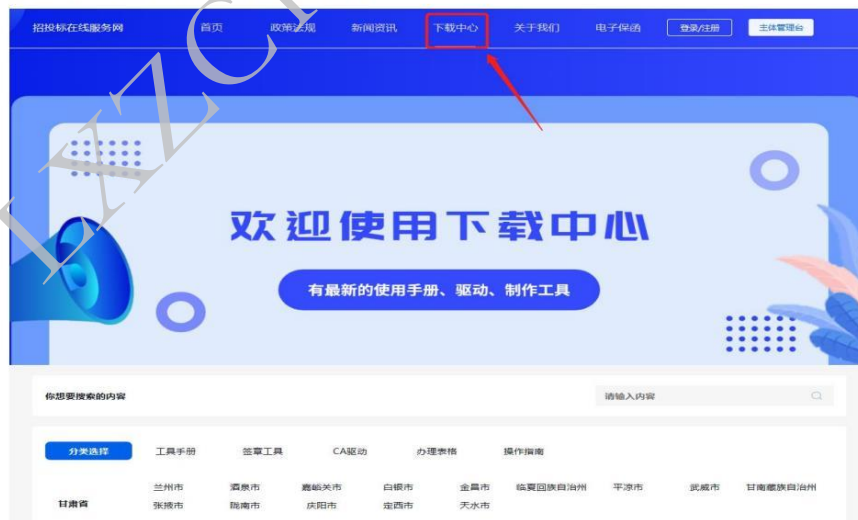 招投标在线服务网 首页 政策法规 新闻资讯 下载中心 关于我们 电子保函 登录/注册 主体管理台
欢迎使用下载中心
有最新的使用手册、驱动、制作工具
你想要搜索的内容 请输入内容
分类选择 工具手册 签章工具 CA驱动 办理表格 操作指南
兰州市 酒泉市 嘉峪关市 白银市 金昌市 临夏回族自治州 平凉市 武威市 甘南藏族自治州
甘肃省
张掖市 陇南市 庆阳市 定西市 天水市